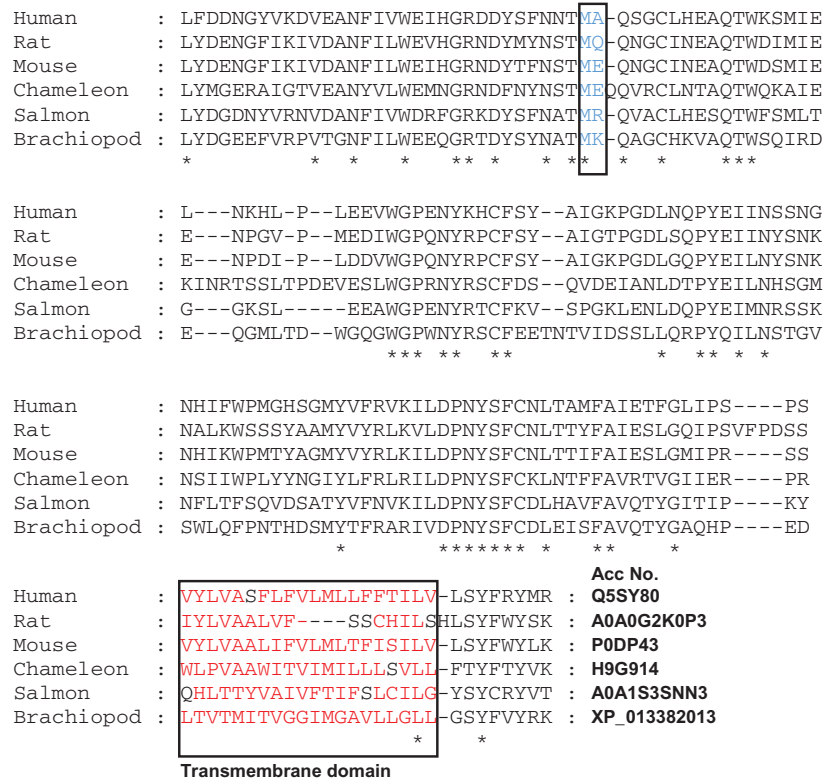 Human : LFDDNGYVKDVEANFIVWEIHGRDDYSFNNTMA-QSGCLHEAQTWKSMIE
Rat : LYDENGFIKIVDANFILWEVHGRNDYMYNSTMQ-QNGCINEAQTWDIMIE
Mouse : LYDENGFIKIVDANFILWEIHGRNDYTFNSTME-QNGCINEAQTWDSMIE
Chameleon : LYMGERAIGTVEANYVLWEMNGRNDFNYNSTMEQQVRCLNTAQTWQKAIE
Salmon : LYDGDNYVRNVDANFIVWDRFGRKDYSFNATMR-QVACLHESQTWFSMLT
Brachiopod : LYDGEEFVRPVTGNFILWEEQGRTDYSYNATMK-QAGCHKVAQTWSQIRD
* * * * ** * * ** * * ***
Human : L---NKHL-P--LEEVWGPENYKHCFSY--AIGKPGDLNQPYEIINSSNG
Rat : E---NPGV-P--MEDIWGPQNYRPCFSY--AIGTPGDLSQPYEILNYSNK
Mouse : E---NPDI-P--LDDVWGPQNYRPCFSY--AIGKPGDLGQPYEILNYSNK
Chameleon : KINRTSSLTPDEVESLWGPRNYRSCFDS--QVDEIANLDTPYEILNHSGM
Salmon : G---GKSL-----EEAWGPENYRTCFKV--SPGKLENLDQPYEIMNRSSK
Brachiopod : E---QGMLTD--WGQGWGPWNYRSCFEETNTVIDSSLLQRPYQILNSTGV
*** ** ** * ** * *
Human : NHIFWPMGHSGMYVFRVKILDPNYSFCNLTAMFAIETFGLIPS----PS
Rat : NALKWSSSYAAMYVYRLKVLDPNYSFCNLTTYFAIESLGQIPSVFPDSS
Mouse : NHIKWPMTYAGMYVYRVKILDPNYSFCNLTTIFAIESLGMIPR----SS
Chameleon : NSIIWPLYYNGIYLFRLRILDPNYSFCKLNTFFAVRTVGIIER----PR
Salmon : NFLTFSQVDSATYVFNVKILDPNYSFCDLHAVFAVQTYGITIP----KY
Brachiopod : SWLQFPNTHDSMYTFRARIVDPNYSFCDLEISFAVQTYGAQHP----ED
* ******* * ** *
Acc No.
Human : VYLVASFLFVLMLLFFTILV-LSYFRYMR : Q5SY80
Rat : IYLVAALVF----SSCHILSHLSYFWYSK : A0A0G2K0P3
Mouse : VYLVAALIFVLMLTFISILV-LSYFWYLK : P0DP43
Chameleon : WLPVAAWITVIMILLLSVLL-FTYFTYVK : H9G914
Salmon : QHLTTYVAIVFTIFSLCILG-YSYCRYVT : A0A1S3SNN3
Brachiopod : LTVTMITVGGIMGAVLLGLL-GSYFVYRK : XP_013382013
* *
Transmembrane domain